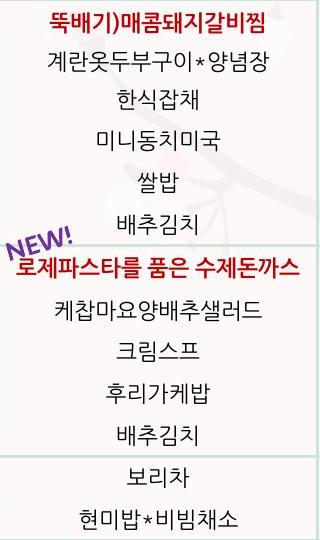 뚝배기)매콤돼지갈비찜
계란옷두부구이*양념장
한식잡채
미니동치미국
쌀밥
배추김치
NEW!
로제파스타를 품은 수제돈까스
케찹마요양배추샐러드
크림스프
후리가케밥
배추김치
보리차
현미밥*비빔채소